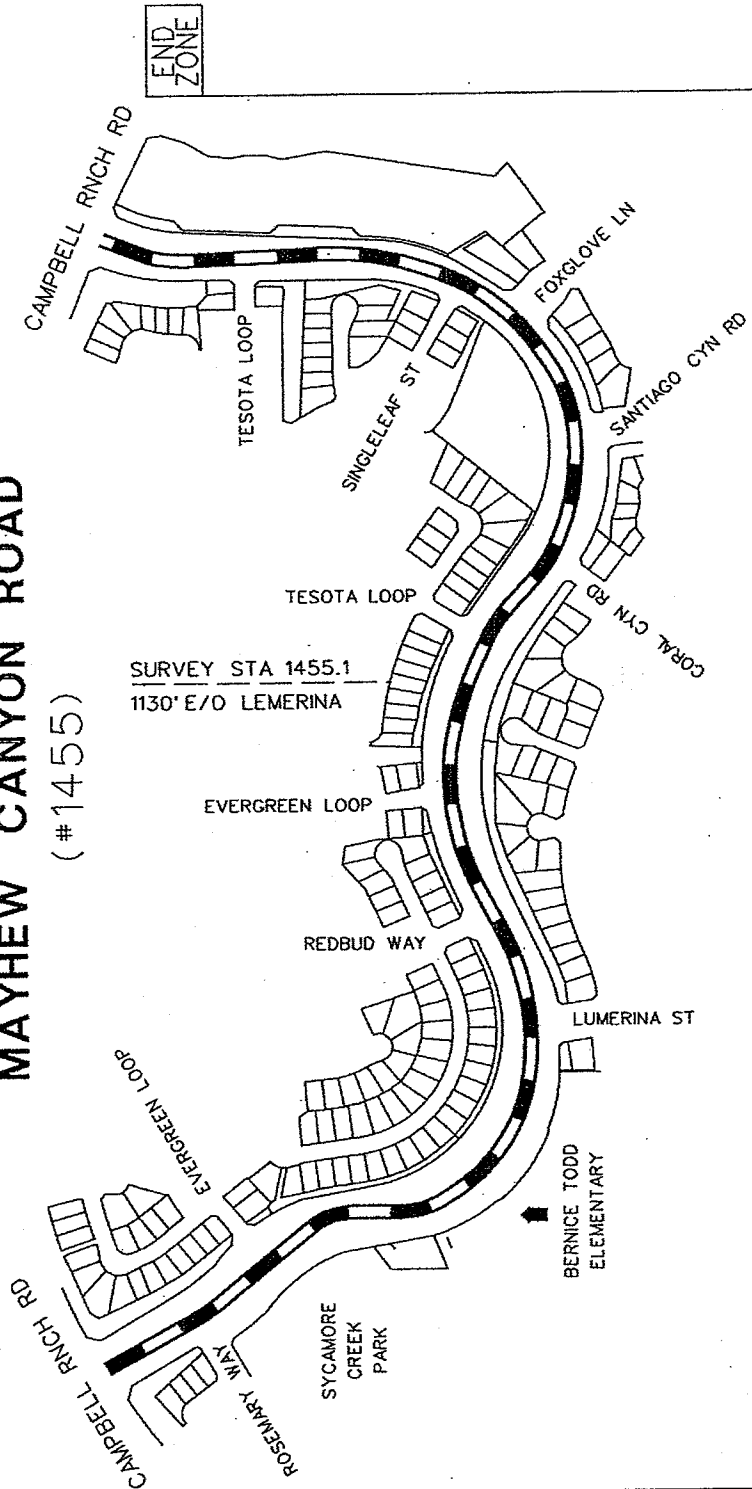 MAYHEW CANYON ROAD
(#1455)
END
ZONE
CAMPBELL RNCH RD
TESOTA LOOP
SINGLELEAF ST
FOXGLOVE LN
SANTIAGO CYN RD
TESOTA LOOP
CORAL CYN RD
SURVEY STA 1455.1
1130' E/O LEMERINA
EVERGREEN LOOP
REDBUD WAY
LUMERINA ST
EVERGREEN LOOP
BERNICE TODD
ELEMENTARY
SYCAMORE
CREEK
PARK
CAMPBELL RNCH RD
ROSEMARY WAY